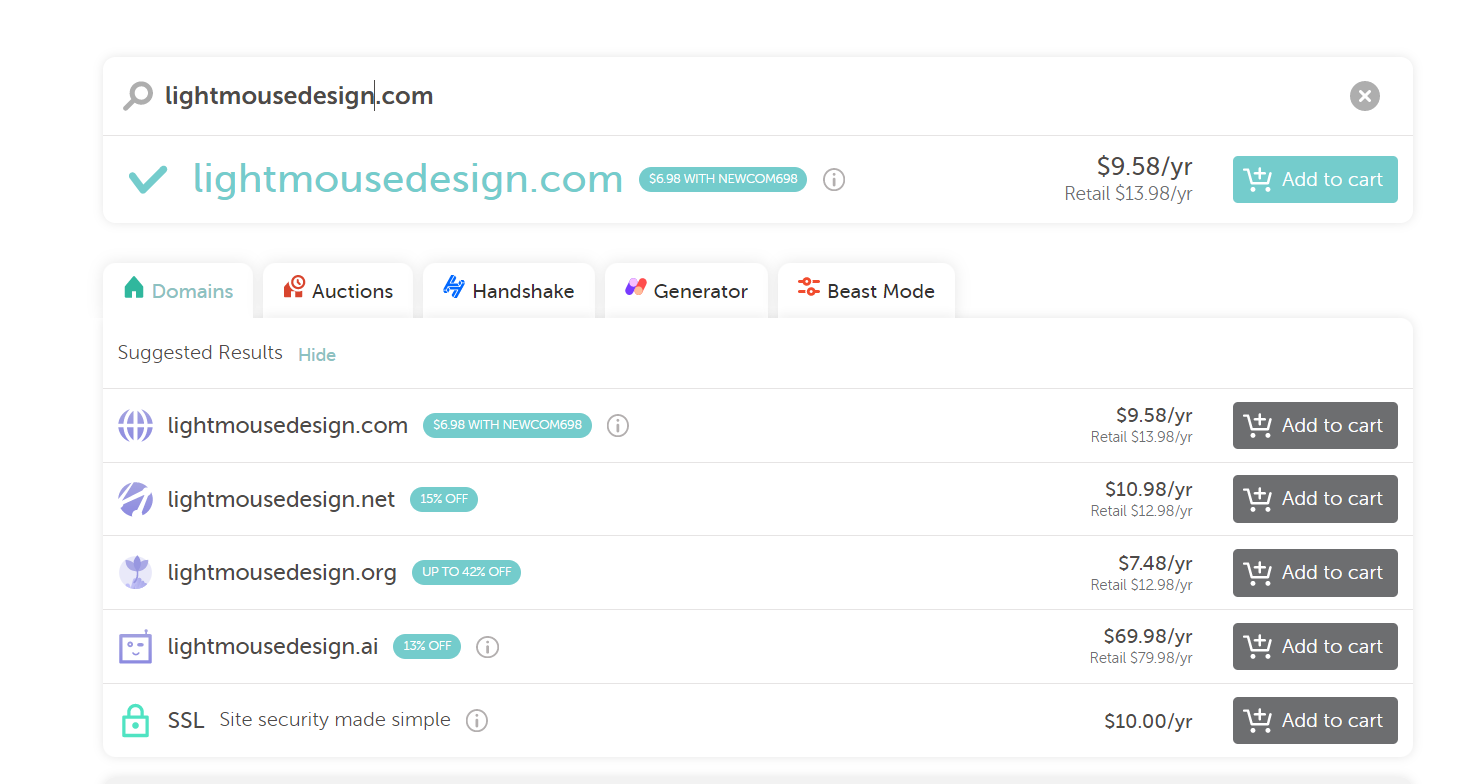 lightmousedesign.com
lightmousedesign.com $6.98 WITH NEWCOM698 $9.58/yr Add to cart
Retail $13.98/yr
Domains Auctions Handshake Generator Beast Mode
Suggested Results Hide
lightmousedesign.com $6.98 WITH NEWCOM698 $9.58/yr Add to cart
Retail $13.98/yr
lightmousedesign.net 15% OFF $10.98/yr Add to cart
Retail $12.98/yr
lightmousedesign.org UP TO 42% OFF $7.48/yr Add to cart
Retail $12.98/yr
lightmousedesign.ai 13% OFF $69.98/yr Add to cart
Retail $79.98/yr
SSL Site security made simple $10.00/yr Add to cart